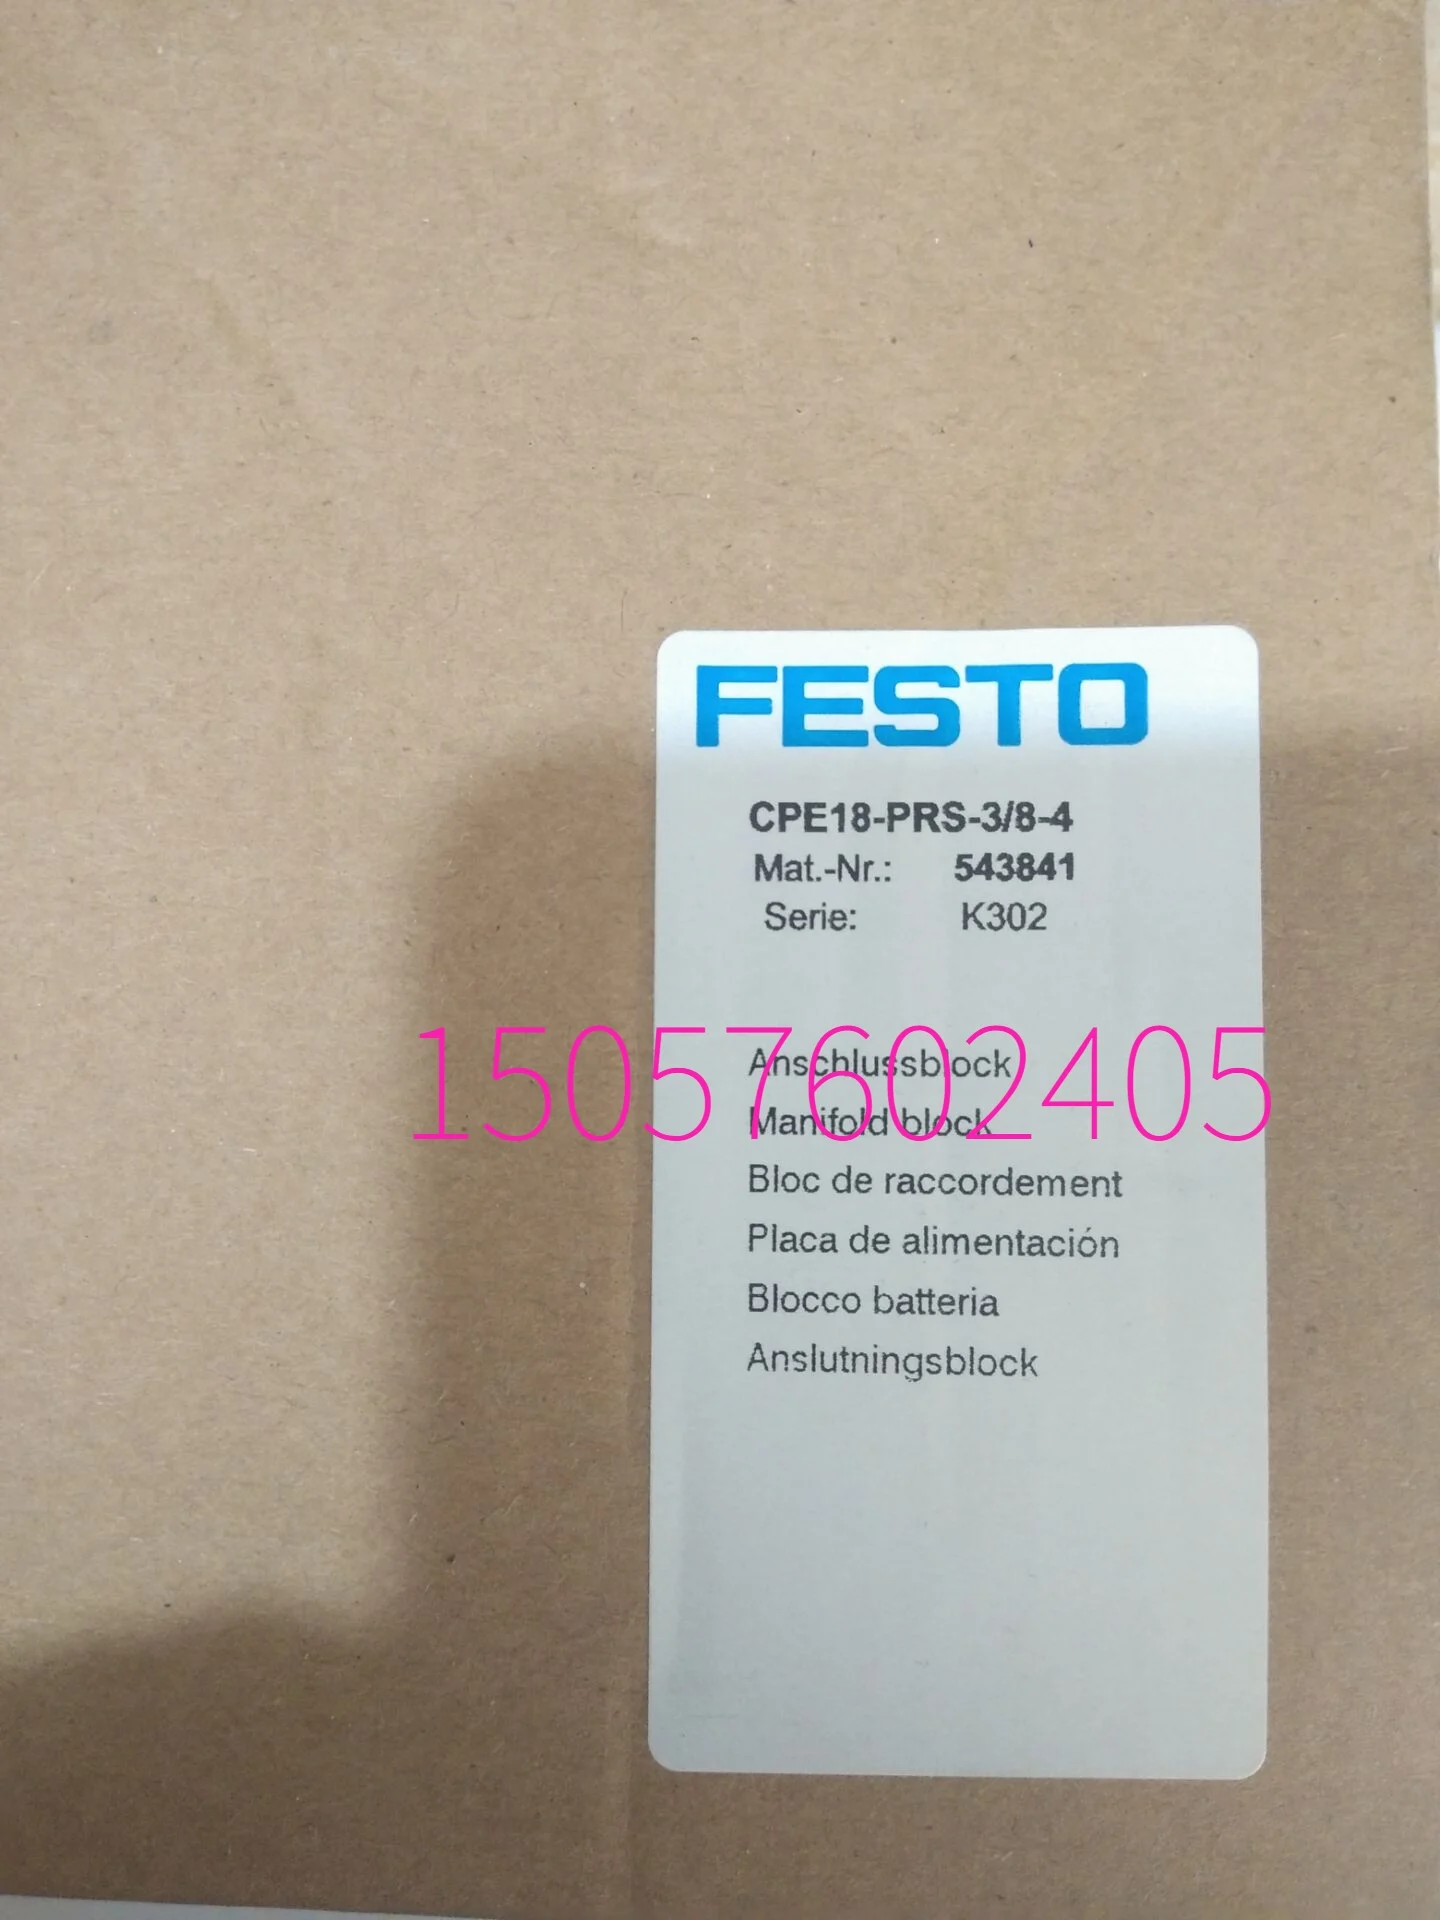 FESTO
CPE18-PRS-3/8-4
Mat.-Nr.: 543841
Serie: K302
15057602405
Anschlussblock
Manifold block
Bloc de raccordement
Placa de alimentación
Blocco batteria
Anslutningsblock